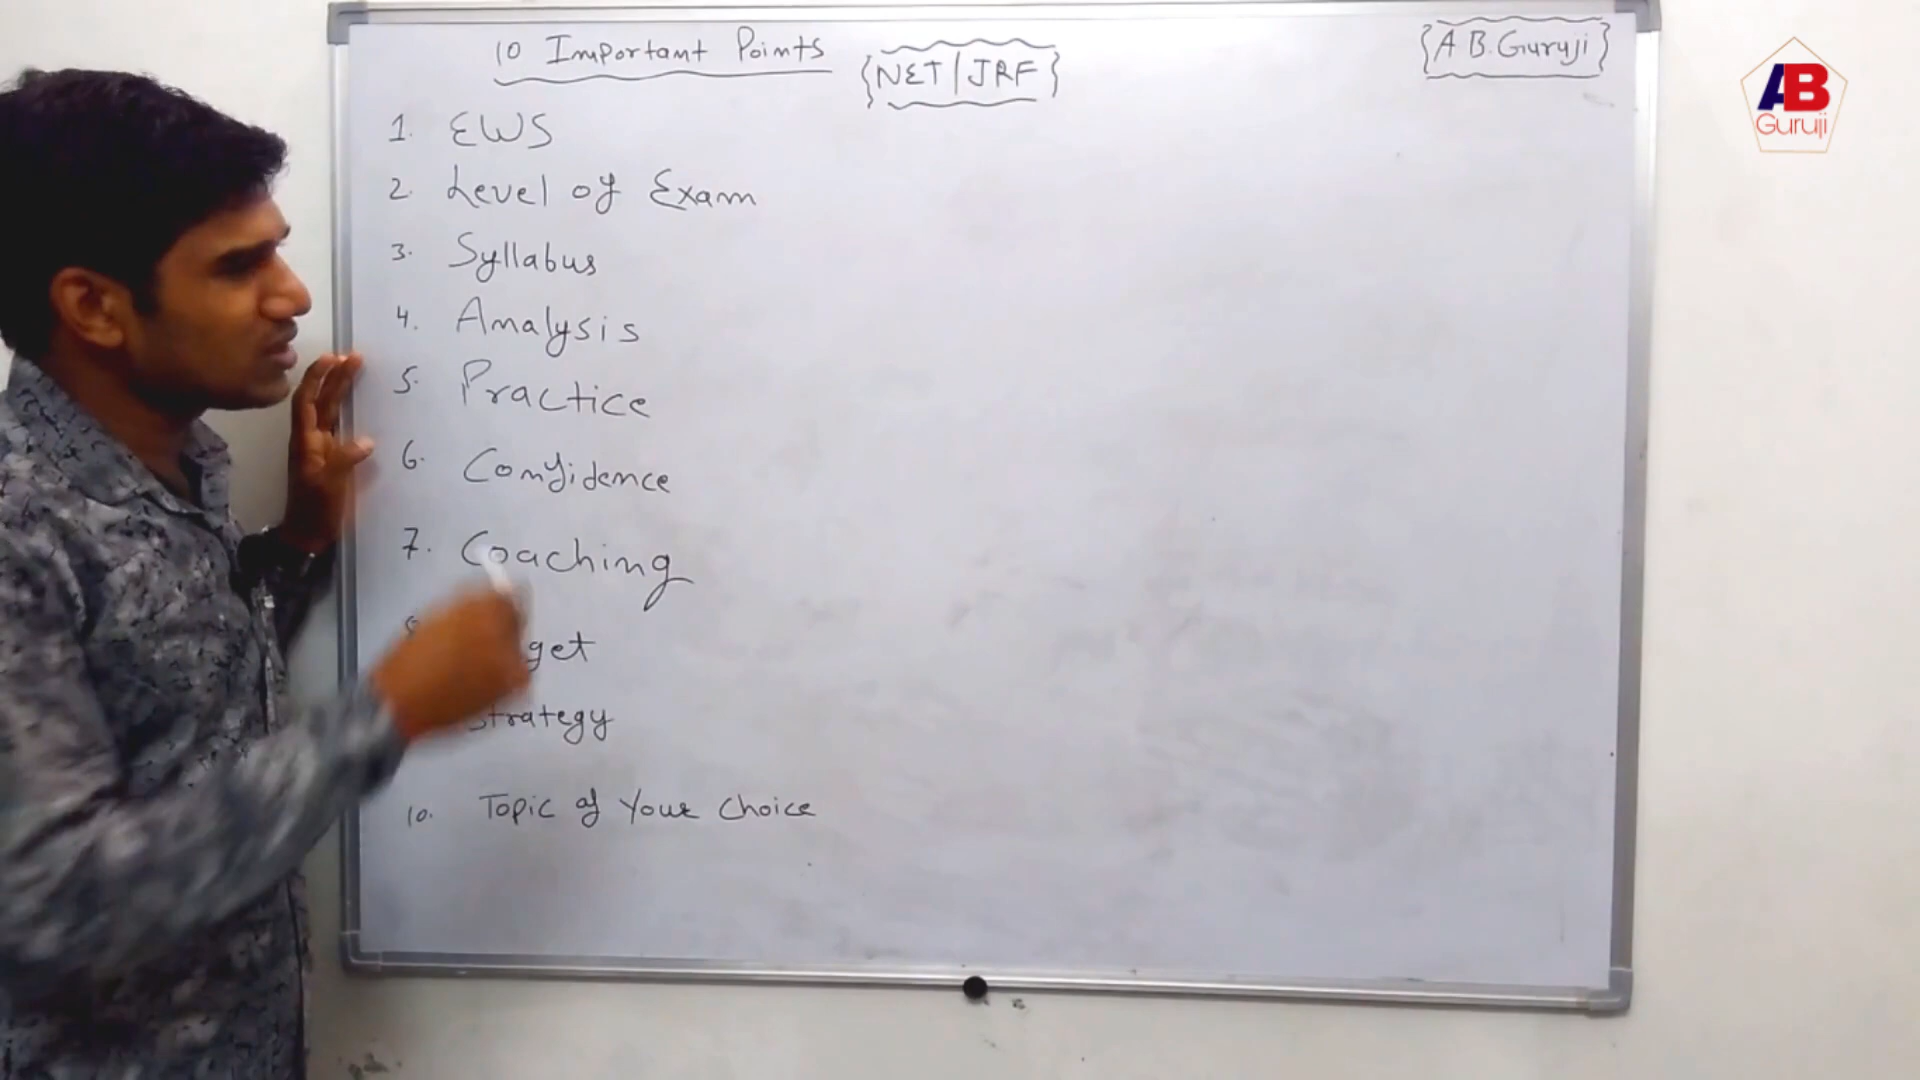 10 Important Points
{NET/JRF}
{A B. Guruji}
AB
Guruji
1. EWS
2. Level of Exam
3. Syllabus
4. Analysis
5. Practice
6. Confidence
7. Coaching
get
Strategy
10. Topic of Your Choice